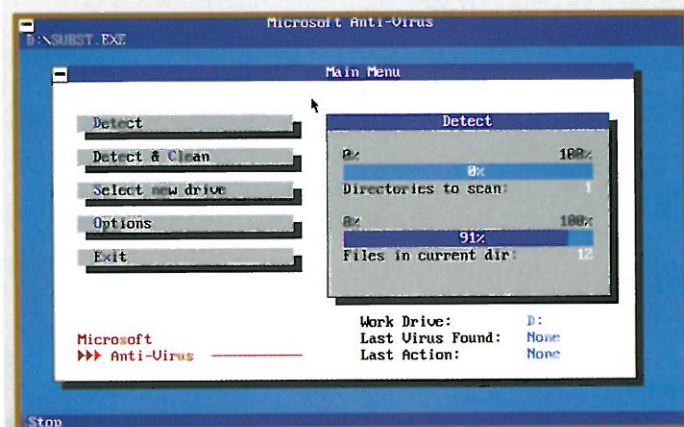 Microsoft Anti-Virus
D:\SUBST.EXE
Main Menu
Detect
Detect & Clean
Select new drive
Options
Exit
Detect
0% 100%
0%
Directories to scan: 1
0% 100%
91%
Files in current dir: 12
Work Drive: D:
Last Virus Found: None
Last Action: None
Microsoft
Anti-Virus
Stop